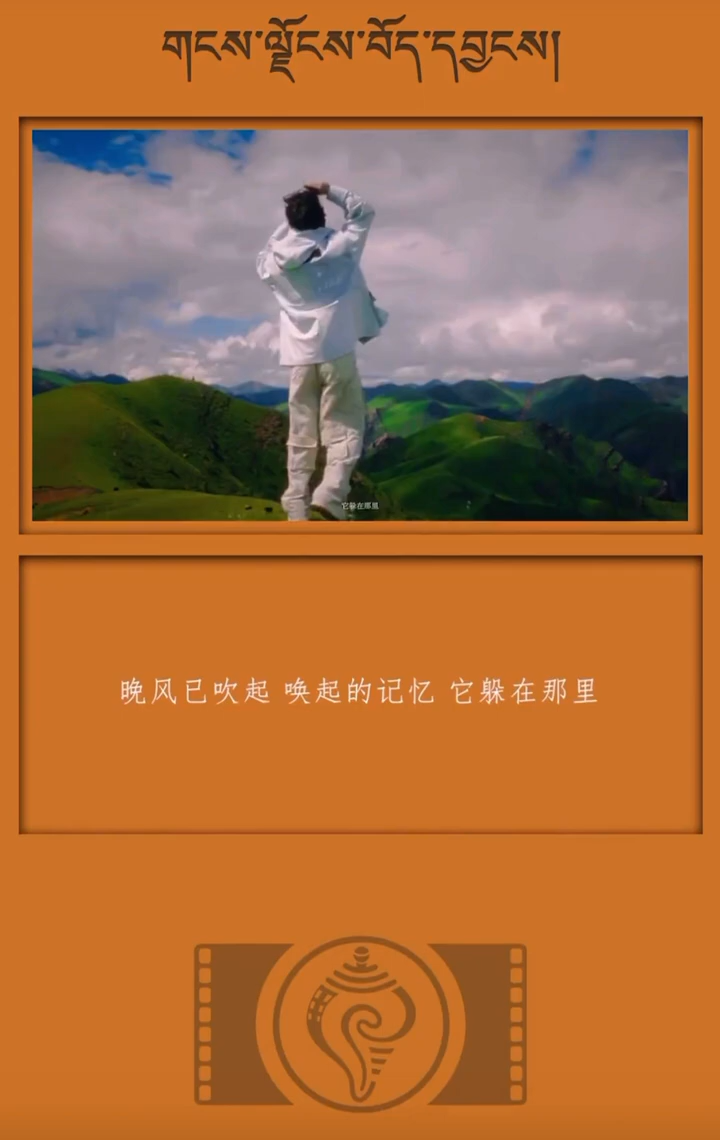 གངས་ལྗོངས་བོད་དབྱངས།
它躲在那里
晚风已吹起 唤起的记忆 它躲在那里